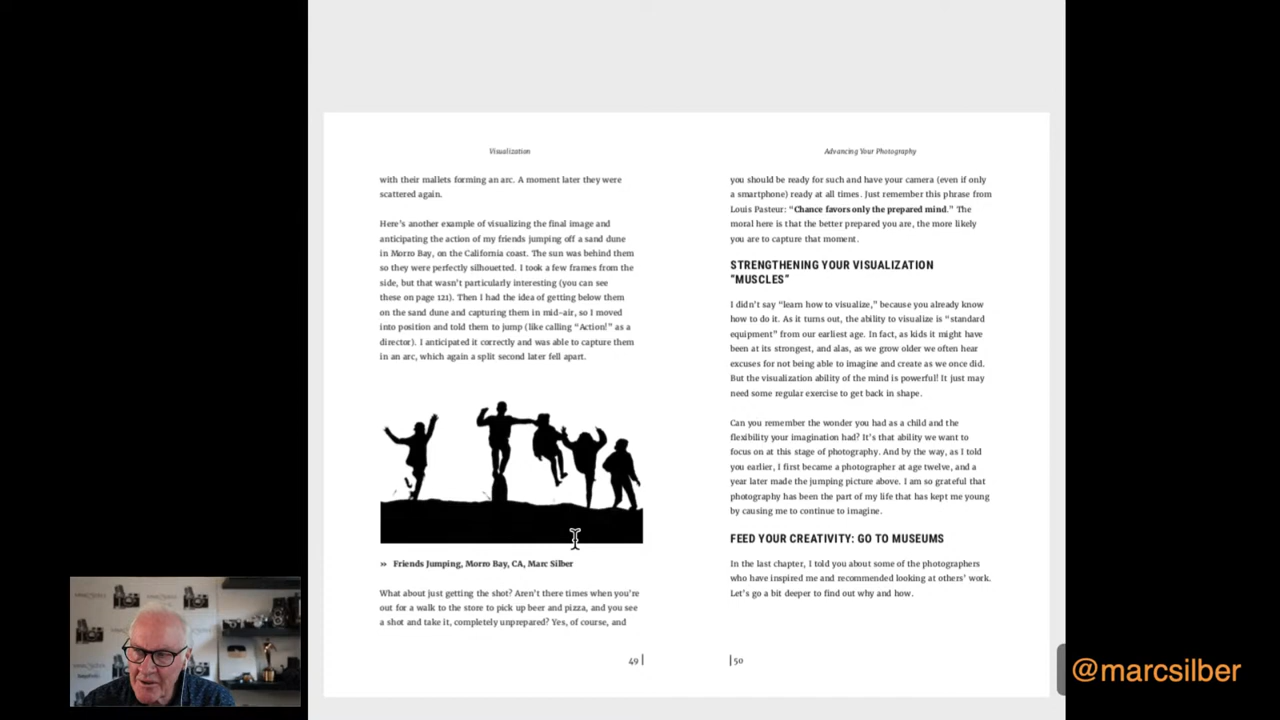 Visualization
with their mallets forming an arc. A moment later they were
scattered again.
Here's another example of visualizing the final image and
anticipating the action of my friends jumping off a sand dune
in Morro Bay, on the California coast. The sun was behind them
so they were perfectly silhouetted. I took a few frames from the
side, but that wasn't particularly interesting (you can see
these on page 121). Then I had the idea of getting below them
on the sand dune and capturing them in mid-air, so I moved
into position and told them to jump (like calling "Action!" as a
director). I anticipated it correctly and was able to capture them
in an arc, which again a split second later fell apart.
» Friends Jumping, Morro Bay, CA, Marc Silber
What about just getting the shot? Aren't there times when you're
out for a walk to the store to pick up beer and pizza, and you see
a shot and take it, completely unprepared? Yes, of course, and
49
Advancing Your Photography
you should be ready for such and have your camera (even if only
a smartphone) ready at all times. Just remember this phrase from
Louis Pasteur: "Chance favors only the prepared mind." The
moral here is that the better prepared you are, the more likely
you are to capture that moment.
STRENGTHENING YOUR VISUALIZATION
"MUSCLES"
I didn't say "learn how to visualize," because you already know
how to do it. As it turns out, the ability to visualize is "standard
equipment" from our earliest age. In fact, as kids it might have
been at its strongest, and alas, as we grow older we often hear
excuses for not being able to imagine and create as we once did.
But the visualization ability of the mind is powerful! It just may
need some regular exercise to get back in shape.
Can you remember the wonder you had as a child and the
flexibility your imagination had? It's that ability we want to
focus on at this stage of photography. And by the way, as I told
you earlier, I first became a photographer at age twelve, and a
year later made the jumping picture above. I am so grateful that
photography has been the part of my life that has kept me young
by causing me to continue to imagine.
FEED YOUR CREATIVITY: GO TO MUSEUMS
In the last chapter, I told you about some of the photographers
who have inspired me and recommended looking at others' work.
Let's go a bit deeper to find out why and how.
50
@marcsilber